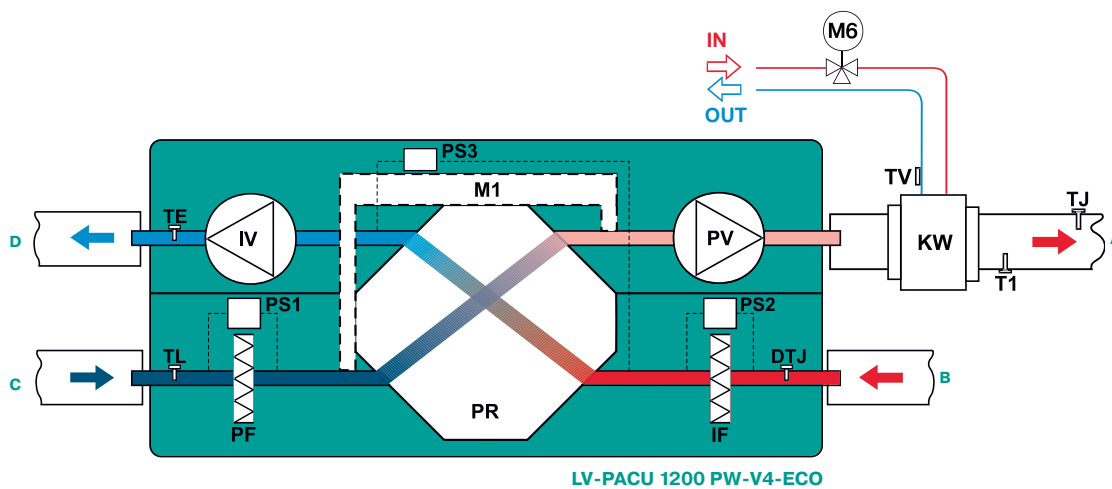 M6
IN
OUT
PS3
TV
M1
TE
TJ
D
IV
PV
KW
A
T1
PS1
PS2
TL
DTJ
C
B
PR
PF
IF
LV-PACU 1200 PW-V4-ECO